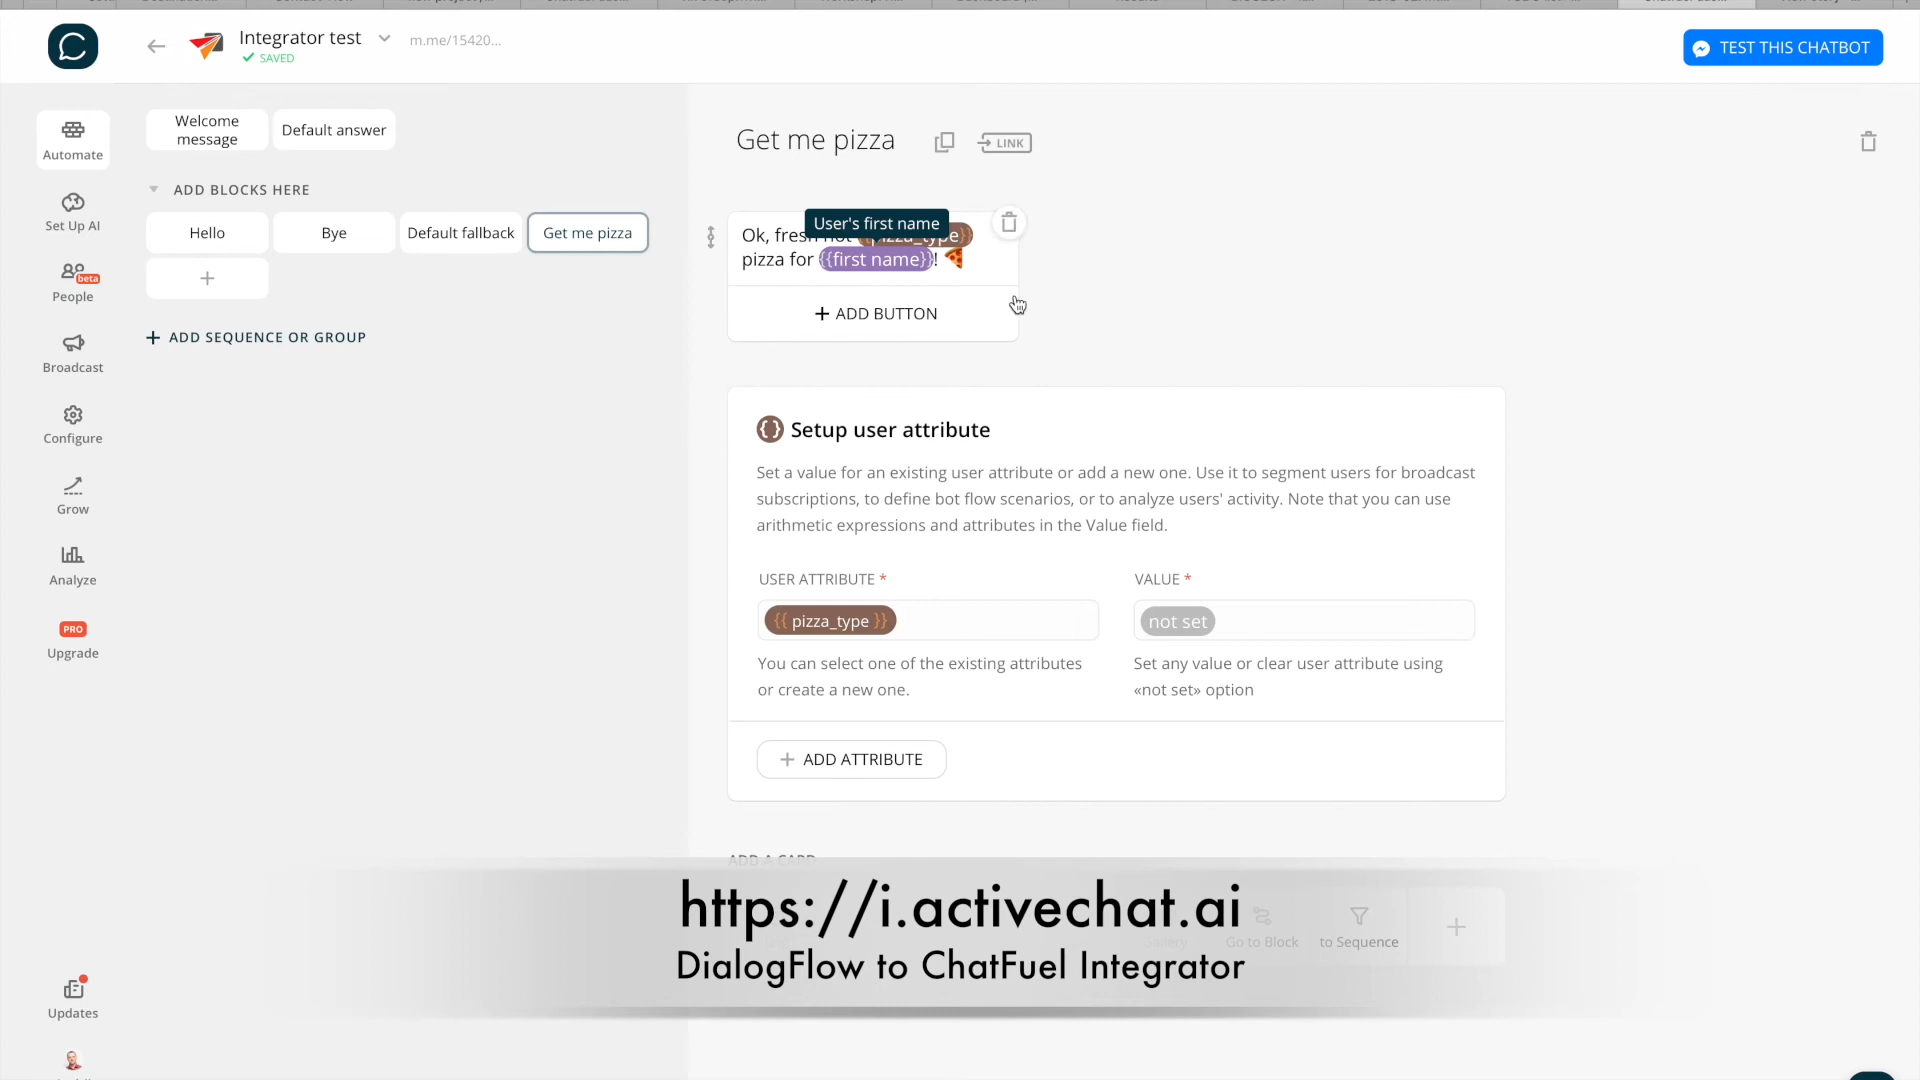 Integrator test
m.me/15420...
SAVED
TEST THIS CHATBOT
Automate
Set Up AI
People
beta
Broadcast
Configure
Grow
Analyze
PRO
Upgrade
Updates
Welcome
message
Default answer
ADD BLOCKS HERE
Hello
Bye
Default fallback
Get me pizza
+
+ ADD SEQUENCE OR GROUP
Get me pizza
LINK
User's first name
Ok, fresh hot {{pizza_type}}
pizza for {{first name}}! 🍕
+ ADD BUTTON
{} Setup user attribute
Set a value for an existing user attribute or add a new one. Use it to segment users for broadcast
subscriptions, to define bot flow scenarios, or to analyze users' activity. Note that you can use
arithmetic expressions and attributes in the Value field.
USER ATTRIBUTE *
VALUE *
{{ pizza_type }}
not set
You can select one of the existing attributes
or create a new one.
Set any value or clear user attribute using
«not set» option
+ ADD ATTRIBUTE
ADD A CARD
Go to Block
to Sequence
+
https://i.activechat.ai
DialogFlow to ChatFuel Integrator